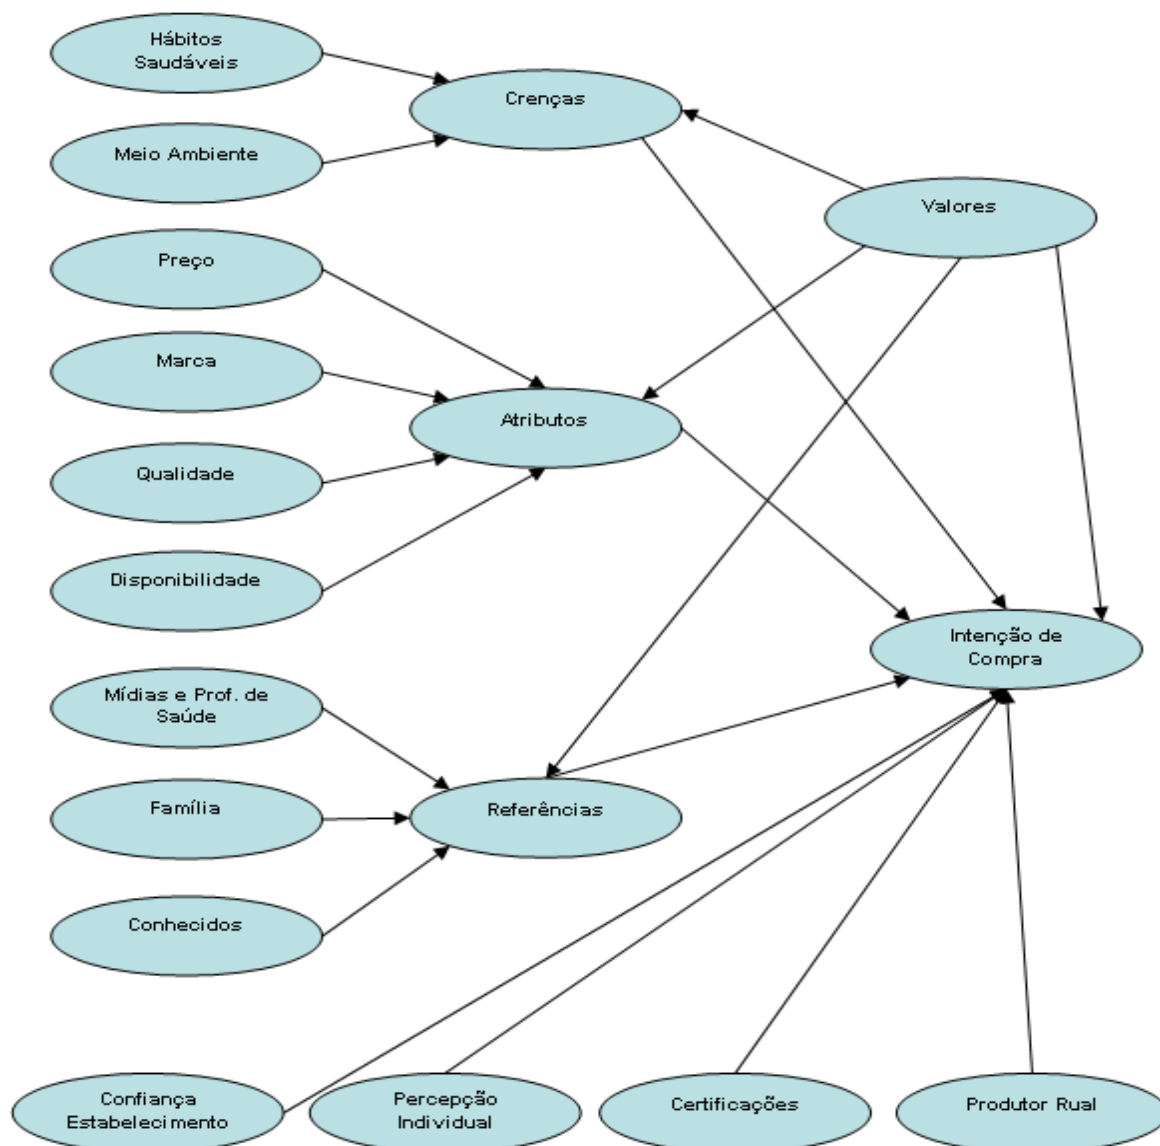 Hábitos
Saudáveis
Crenças
Meio Ambiente
Valores
Preço
Marca
Atributos
Qualidade
Disponibilidade
Intenção de
Compra
Mídias e Prof. de
Saúde
Família
Referências
Conhecidos
Confiança
Estabelecimento
Percepção
Individual
Certificações
Produtor Rual